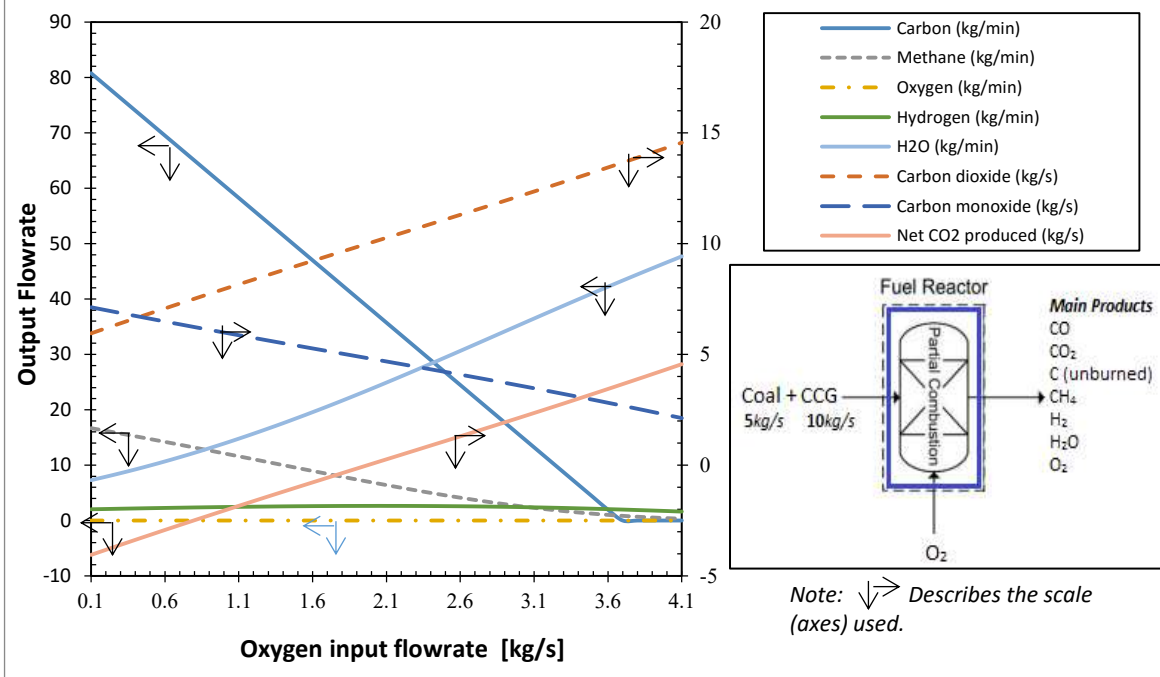 90
80
70
60
50
40
30
20
10
0
-10
Output Flowrate
20
15
10
5
0
-5
0.1 0.6 1.1 1.6 2.1 2.6 3.1 3.6 4.1
Oxygen input flowrate [kg/s]
Carbon (kg/min)
Methane (kg/min)
Oxygen (kg/min)
Hydrogen (kg/min)
H2O (kg/min)
Carbon dioxide (kg/s)
Carbon monoxide (kg/s)
Net CO2 produced (kg/s)
Fuel Reactor
Partial Combustion
Coal + CCG
5kg/s 10kg/s
O₂
Main Products
CO
CO₂
C (unburned)
CH₄
H₂
H₂O
O₂
Note: Describes the scale
(axes) used.